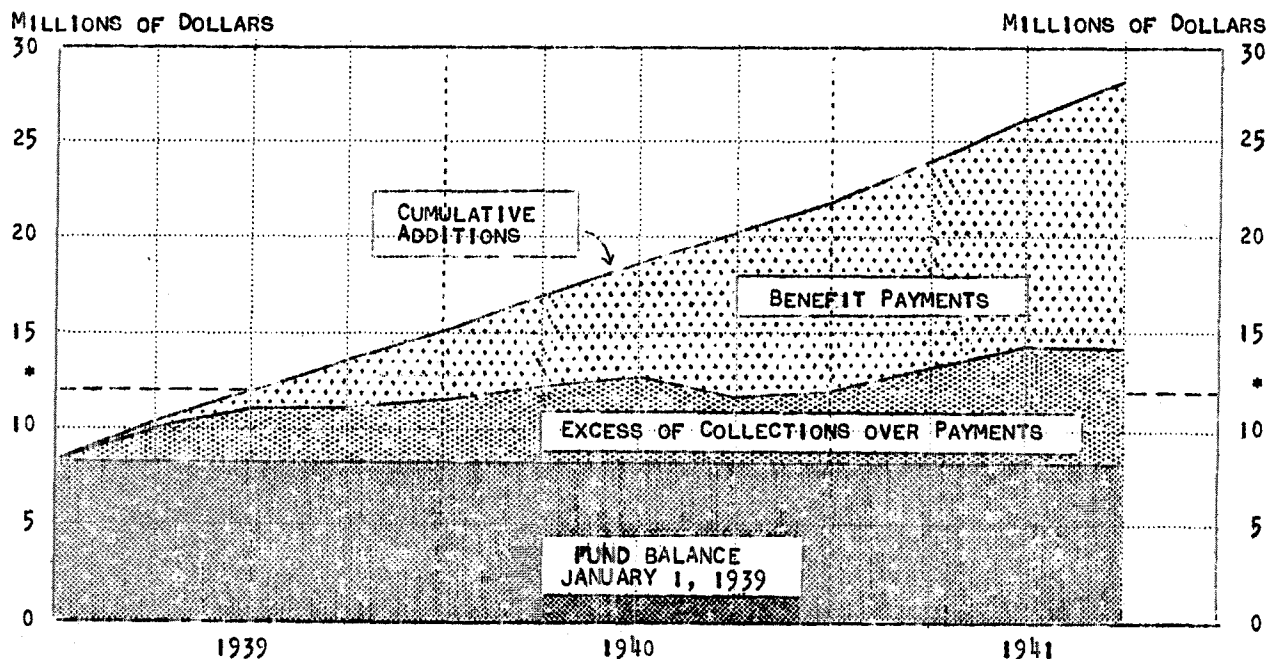 MILLIONS OF DOLLARS
MILLIONS OF DOLLARS
30
30
25
25
CUMULATIVE
ADDITIONS
20
20
BENEFIT PAYMENTS
15
15
*
*
10
EXCESS OF COLLECTIONS OVER PAYMENTS
10
5
5
FUND BALANCE
JANUARY 1, 1939
0
0
1939
1940
1941